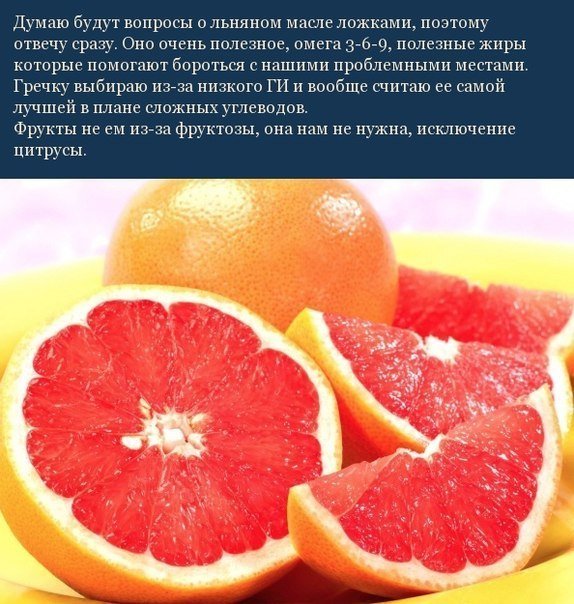 Думаю будут вопросы о льняном масле ложками, поэтому
отвечу сразу. Оно очень полезное, омега 3-6-9, полезные жиры
которые помогают бороться с нашими проблемными местами.
Гречку выбираю из-за низкого ГИ и вообще считаю ее самой
лучшей в плане сложных углеводов.
Фрукты не ем из-за фруктозы, она нам не нужна, исключение
цитрусы.